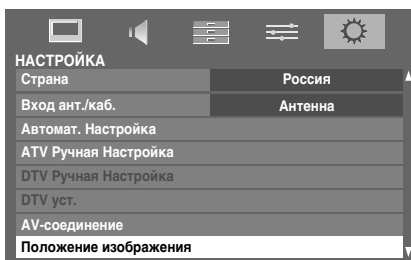 НАСТРОЙКА
Страна Россия
Вход ант./каб. Антенна
Автомат. Настройка
ATV Ручная Настройка
DTV Ручная Настройка
DTV уст.
AV-соединение
Положение изображения